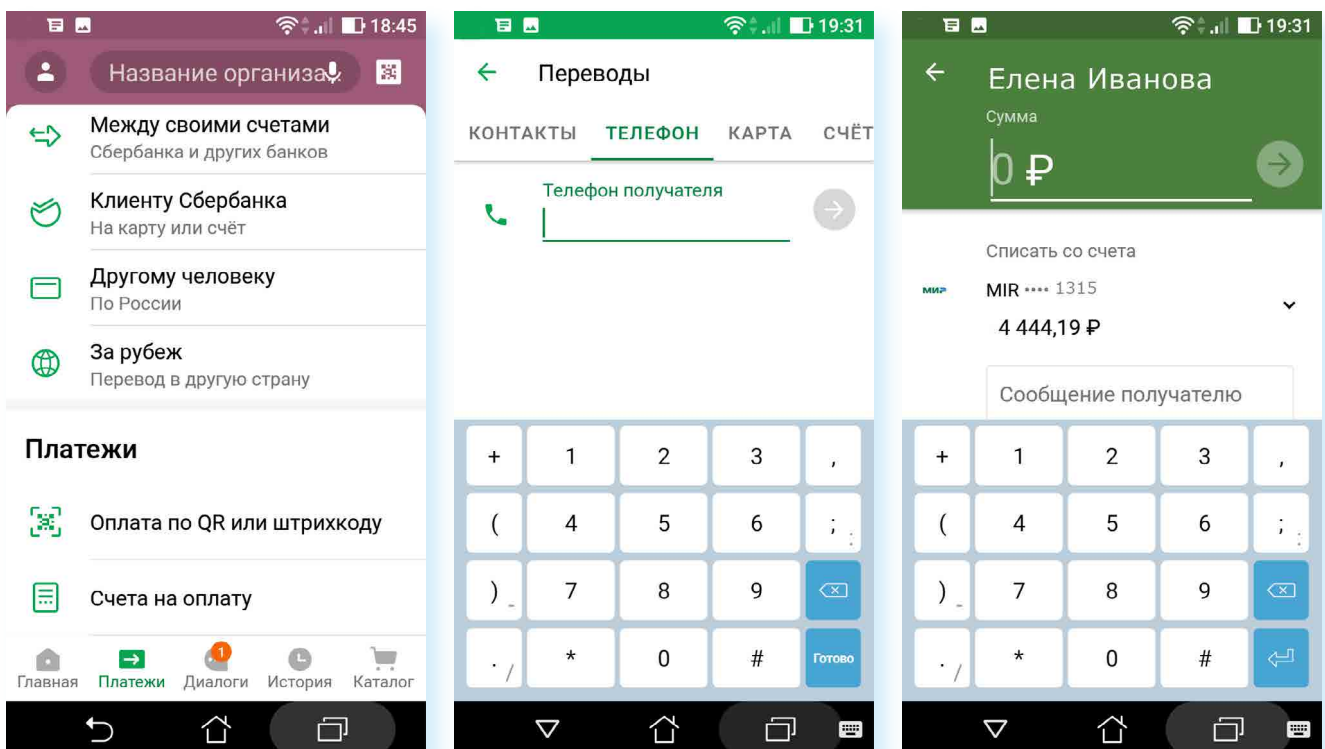 18:45
Название организа
Между своими счетами
Сбербанка и других банков
Клиенту Сбербанка
На карту или счёт
Другому человеку
По России
За рубеж
Перевод в другую страну
Платежи
Оплата по QR или штрихкоду
Счета на оплату
1
Главная Платежи Диалоги История Каталог
19:31
Переводы
КОНТАКТЫ ТЕЛЕФОН КАРТА СЧЁТ
Телефон получателя
+ 1 2 3 ,
( 4 5 6 ; :
) - 7 8 9
. / * 0 # Готово
19:31
Елена Иванова
Сумма
0 ₽
Списать со счета
МИР MIR •••• 1315
4 444,19 ₽
Сообщение получателю
+ 1 2 3 ,
( 4 5 6 ; :
) - 7 8 9
. / * 0 #